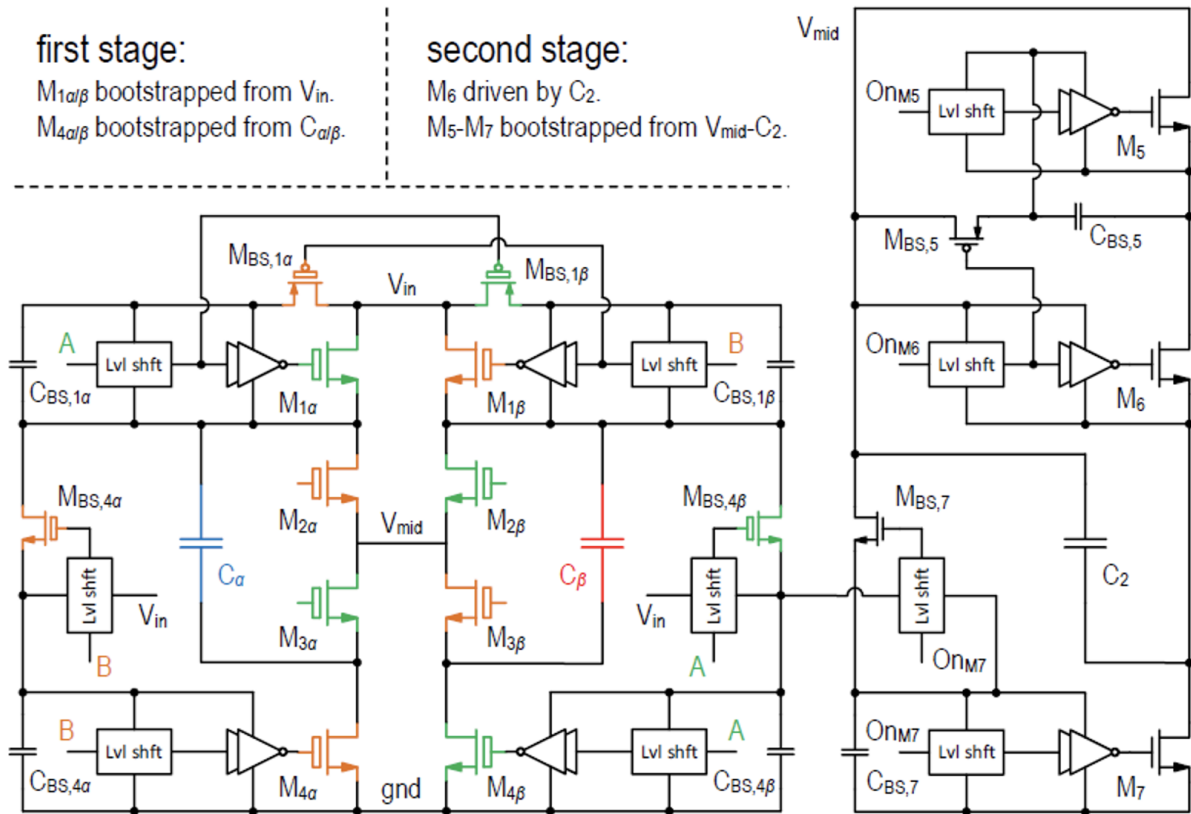 first stage:
M1α/β bootstrapped from Vin.
M4α/β bootstrapped from Cα/β.
second stage:
M6 driven by C2.
M5-M7 bootstrapped from Vmid-C2.
Vmid
OnM5
Lvl shft
M5
MBS,5
CBS,5
OnM6
Lvl shft
M6
MBS,1α
Vin
MBS,1β
A
Lvl shft
CBS,1α
M1α
M1β
Lvl shft
B
CBS,1β
MBS,4α
Lvl shft
Vin
B
Cα
M2α
Vmid
M2β
M3α
M3β
Cβ
MBS,4β
Vin
Lvl shft
A
MBS,7
Lvl shft
OnM7
C2
B
Lvl shft
CBS,4α
M4α
gnd
M4β
Lvl shft
A
CBS,4β
OnM7
Lvl shft
CBS,7
M7